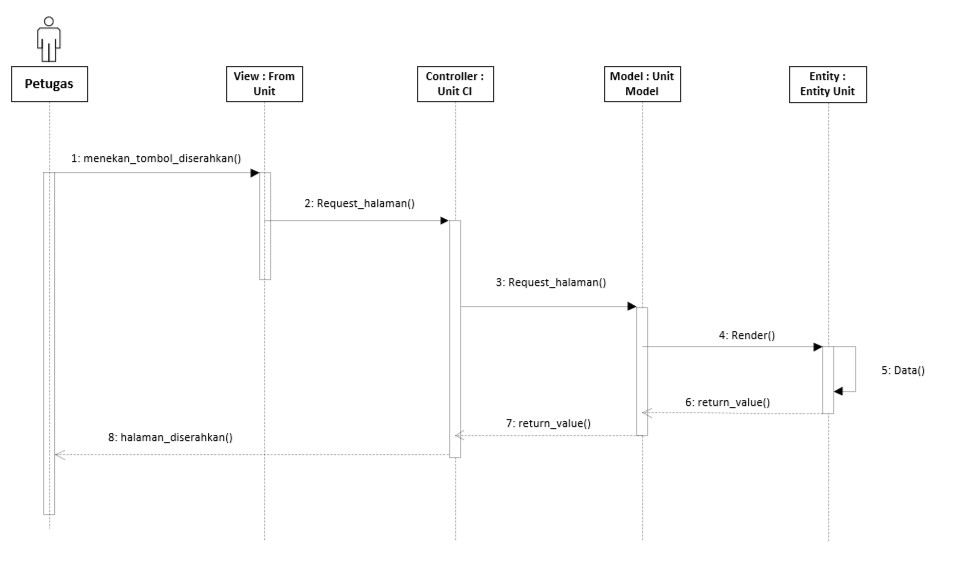 Petugas
View : From
Unit
Controller :
Unit CI
Model : Unit
Model
Entity :
Entity Unit
1: menekan_tombol_diserahkan()
2: Request_halaman()
3: Request_halaman()
4: Render()
5: Data()
6: return_value()
7: return_value()
8: halaman_diserahkan()